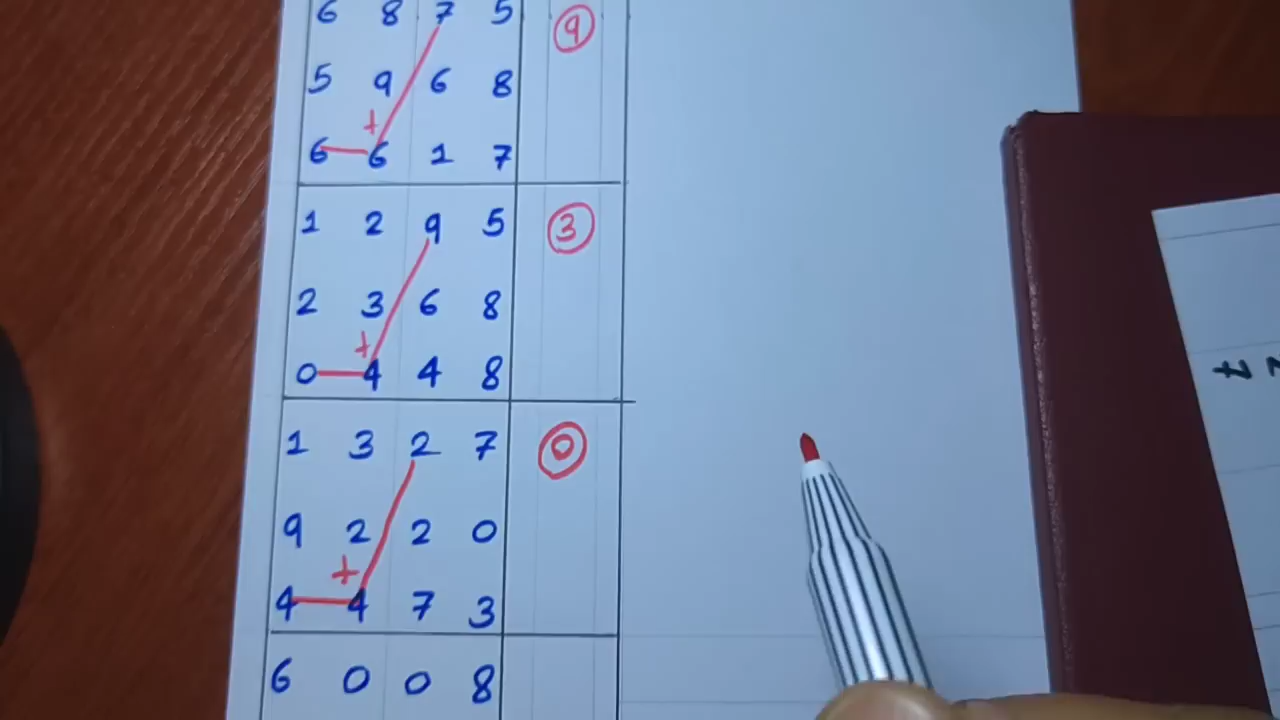 6 8 7 5 9
5 9 6 8
+
6 6 1 7
1 2 9 5 3
2 3 6 8
+
0 4 4 8
1 3 2 7 0
9 2 2 0
+
4 4 7 3
6 0 0 8
7